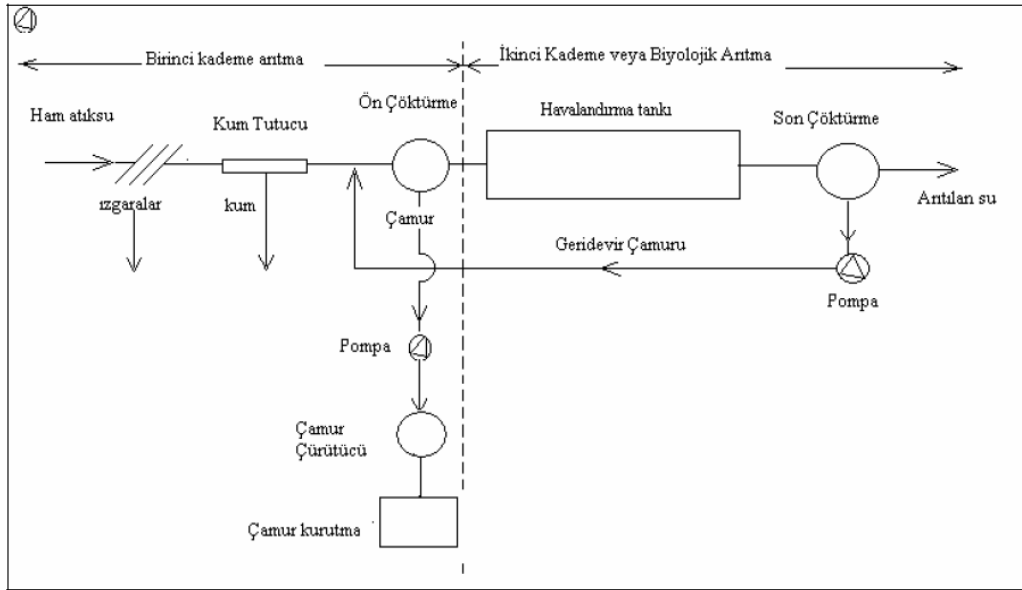 Birinci kademe arıtma
İkinci Kademe veya Biyolojik Arıtma
Ham atıksu
Kum Tutucu
Ön Çöktürme
Havalandırma tankı
Son Çöktürme
ızgaralar
kum
Çamur
Arıtılan su
Geridevir Çamuru
Pompa
Pompa
Çamur
Çürütücü
Çamur kurutma